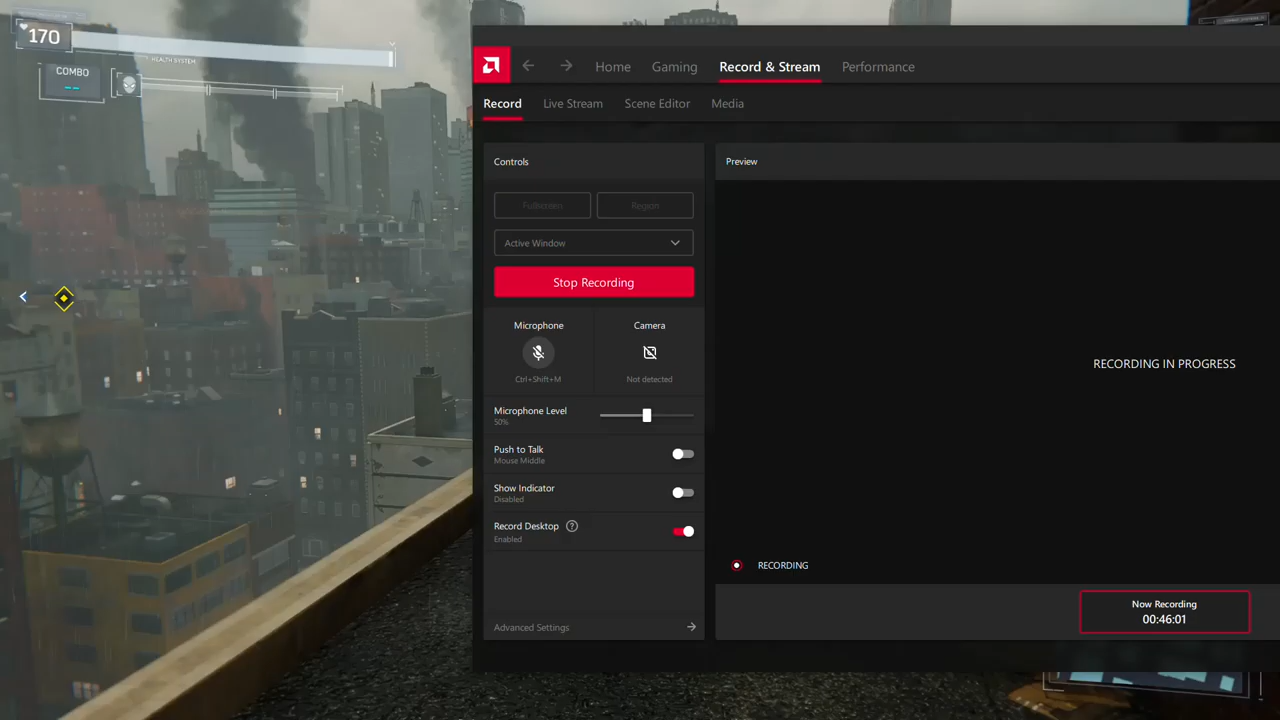 170
HEALTH SYSTEM
COMBO
--
Home
Gaming
Record & Stream
Performance
Record
Live Stream
Scene Editor
Media
Controls
Preview
Fullscreen
Region
Active Window
Stop Recording
Microphone
Camera
Ctrl+Shift+M
Not detected
RECORDING IN PROGRESS
Microphone Level
50%
Push to Talk
Mouse Middle
Show Indicator
Disabled
Record Desktop
Enabled
RECORDING
Now Recording
00:46:01
Advanced Settings